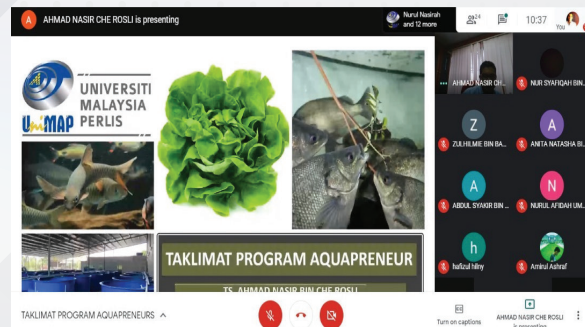 A AHMAD NASIR CHE ROSLI is presenting
Nurul Nasirah
and 12 more
24
10:37
You
UNIVERSITI
MALAYSIA
PERLIS
UniMAP
TAKLIMAT PROGRAM AQUAPRENEUR
TS. AHMAD NASIR BIN CHE ROSLI
AHMAD NASIR CH...
NUR SYAFIQAH BIN...
Z
ZULHILMIE BIN BA...
A
ANITA NATASHA BI...
A
ABDUL SYAKIR BIN ...
N
NURUL AFIDAH UM...
h
hafizul hilny
Amirul Ashraf
TAKLIMAT PROGRAM AQUAPRENEURS
Turn on captions
AHMAD NASIR CHE ROSLI
is presenting